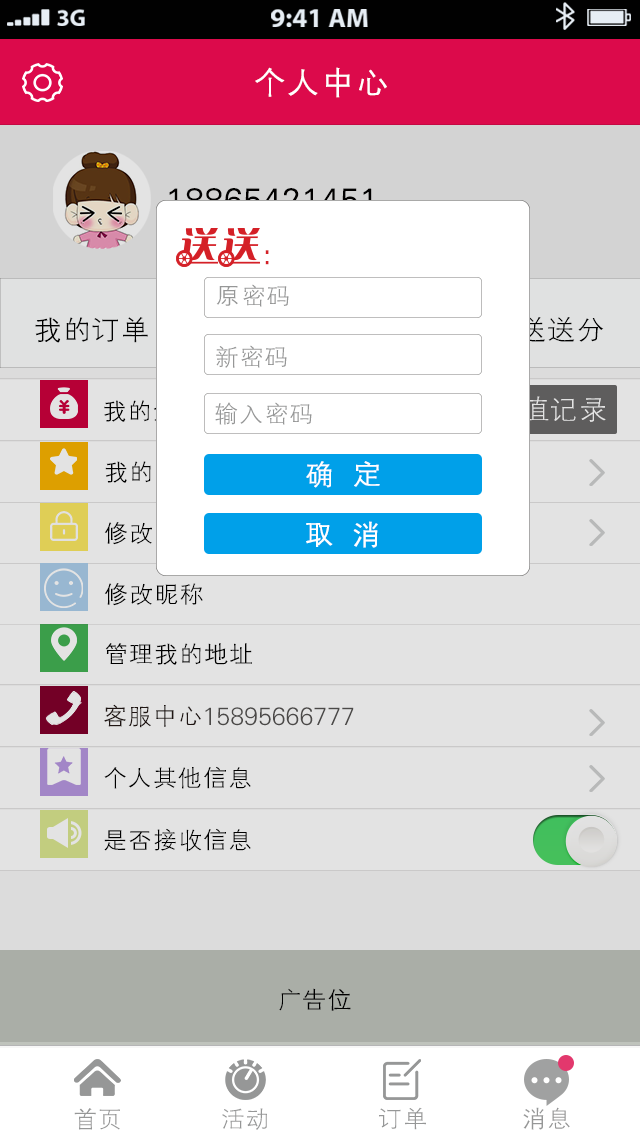 3G 9:41 AM
个人中心
18865421451
送送：
原密码
新密码
输入密码
确 定
取 消
我的订单
送送分
我的
值记录
我的
修改
修改昵称
管理我的地址
客服中心15895666777
个人其他信息
是否接收信息
广告位
首页 活动 订单 消息